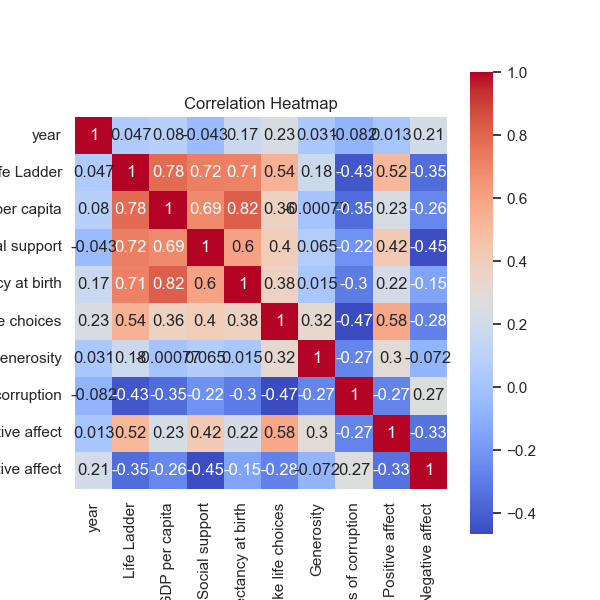 Correlation Heatmap
year 1 0.047 0.08 -0.043 0.17 0.23 0.031 -0.082 0.013 0.21
fe Ladder 0.047 1 0.78 0.72 0.71 0.54 0.18 -0.43 0.52 -0.35
per capita 0.08 0.78 1 0.69 0.82 0.36 -0.00077 -0.35 0.23 -0.26
al support -0.043 0.72 0.69 1 0.6 0.4 0.065 -0.22 0.42 -0.45
cy at birth 0.17 0.71 0.82 0.6 1 0.38 0.015 -0.3 0.22 -0.15
e choices 0.23 0.54 0.36 0.4 0.38 1 0.32 -0.47 0.58 -0.28
enerosity 0.031 0.18 -0.00077 0.065 0.015 0.32 1 -0.27 0.3 -0.072
corruption -0.082 -0.43 -0.35 -0.22 -0.3 -0.47 -0.27 1 -0.27 0.27
tive affect 0.013 0.52 0.23 0.42 0.22 0.58 0.3 -0.27 1 -0.33
tive affect 0.21 -0.35 -0.26 -0.45 -0.15 -0.28 -0.072 0.27 -0.33 1
year
Life Ladder
GDP per capita
Social support
ectancy at birth
ke life choices
Generosity
s of corruption
Positive affect
Negative affect
1.0
0.8
0.6
0.4
0.2
0.0
−0.2
−0.4